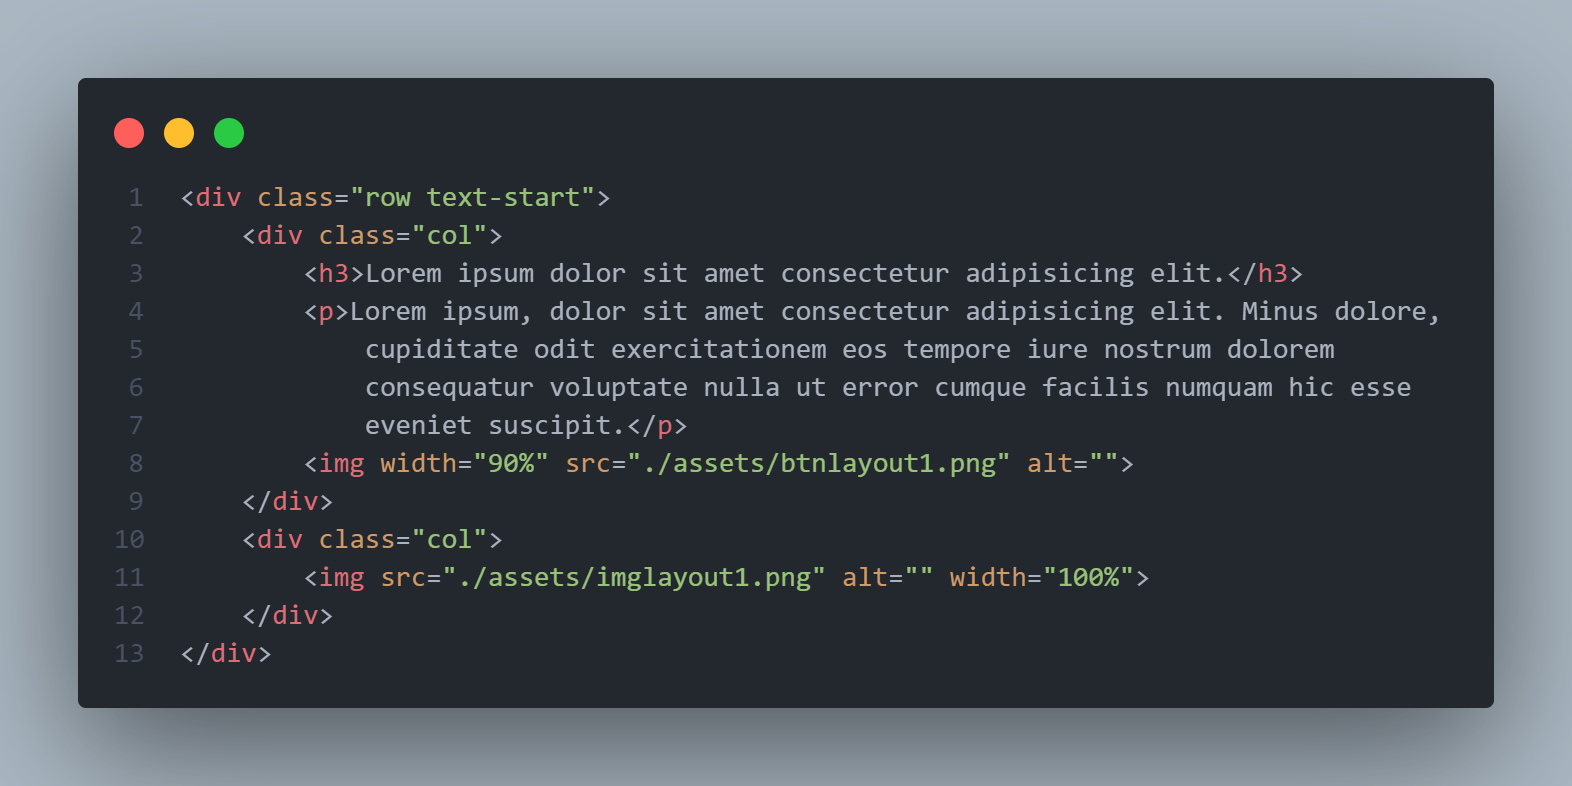 1 <div class="row text-start">
2     <div class="col">
3         <h3>Lorem ipsum dolor sit amet consectetur adipisicing elit.</h3>
4         <p>Lorem ipsum, dolor sit amet consectetur adipisicing elit. Minus dolore,
5             cupiditate odit exercitationem eos tempore iure nostrum dolorem
6             consequatur voluptate nulla ut error cumque facilis numquam hic esse
7             eveniet suscipit.</p>
8         <img width="90%" src="./assets/btnlayout1.png" alt="">
9     </div>
10     <div class="col">
11         <img src="./assets/imglayout1.png" alt="" width="100%">
12     </div>
13 </div>